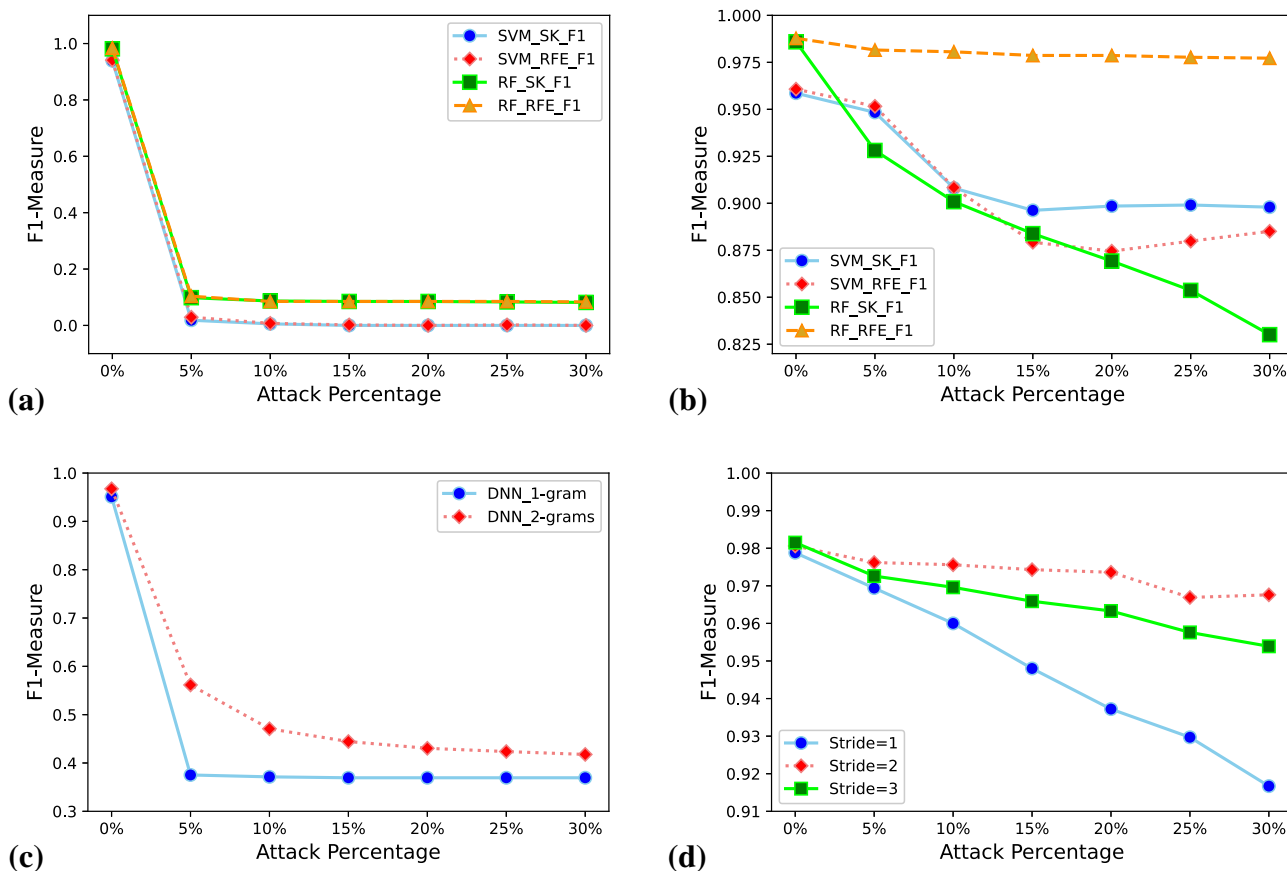 1.0
0.8
0.6
0.4
0.2
0.0
F1-Measure
SVM_SK_F1
SVM_RFE_F1
RF_SK_F1
RF_RFE_F1
0% 5% 10% 15% 20% 25% 30%
Attack Percentage
(a)
1.000
0.975
0.950
0.925
0.900
0.875
0.850
0.825
F1-Measure
SVM_SK_F1
SVM_RFE_F1
RF_SK_F1
RF_RFE_F1
0% 5% 10% 15% 20% 25% 30%
Attack Percentage
(b)
1.0
0.9
0.8
0.7
0.6
0.5
0.4
0.3
F1-Measure
DNN_1-gram
DNN_2-grams
0% 5% 10% 15% 20% 25% 30%
Attack Percentage
(c)
1.00
0.99
0.98
0.97
0.96
0.95
0.94
0.93
0.92
0.91
F1-Measure
Stride=1
Stride=2
Stride=3
0% 5% 10% 15% 20% 25% 30%
Attack Percentage
(d)